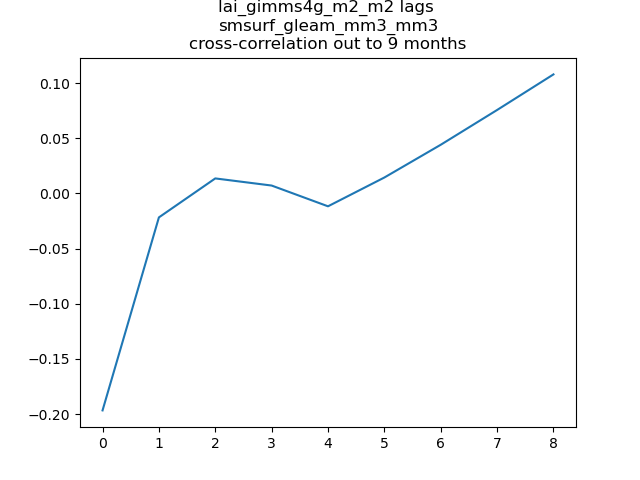 lai_gimms4g_m2_m2 lags
smsurf_gleam_mm3_mm3
cross-correlation out to 9 months
0.10
0.05
0.00
−0.05
−0.10
−0.15
−0.20
0 1 2 3 4 5 6 7 8